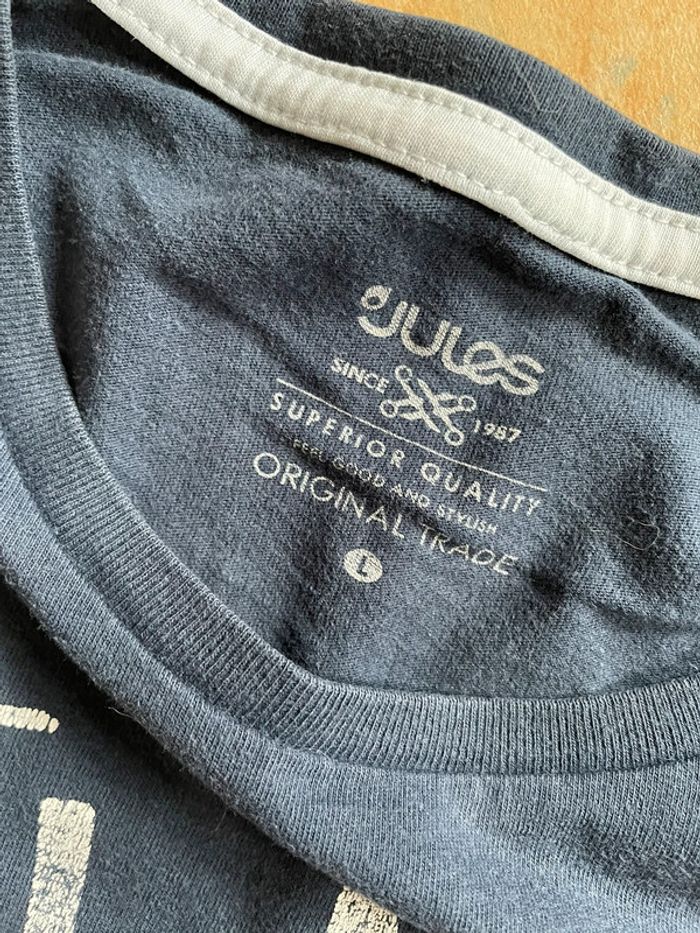 JULES
SINCE 1987
SUPERIOR QUALITY
FEEL GOOD AND STYLISH
ORIGINAL TRADE
L